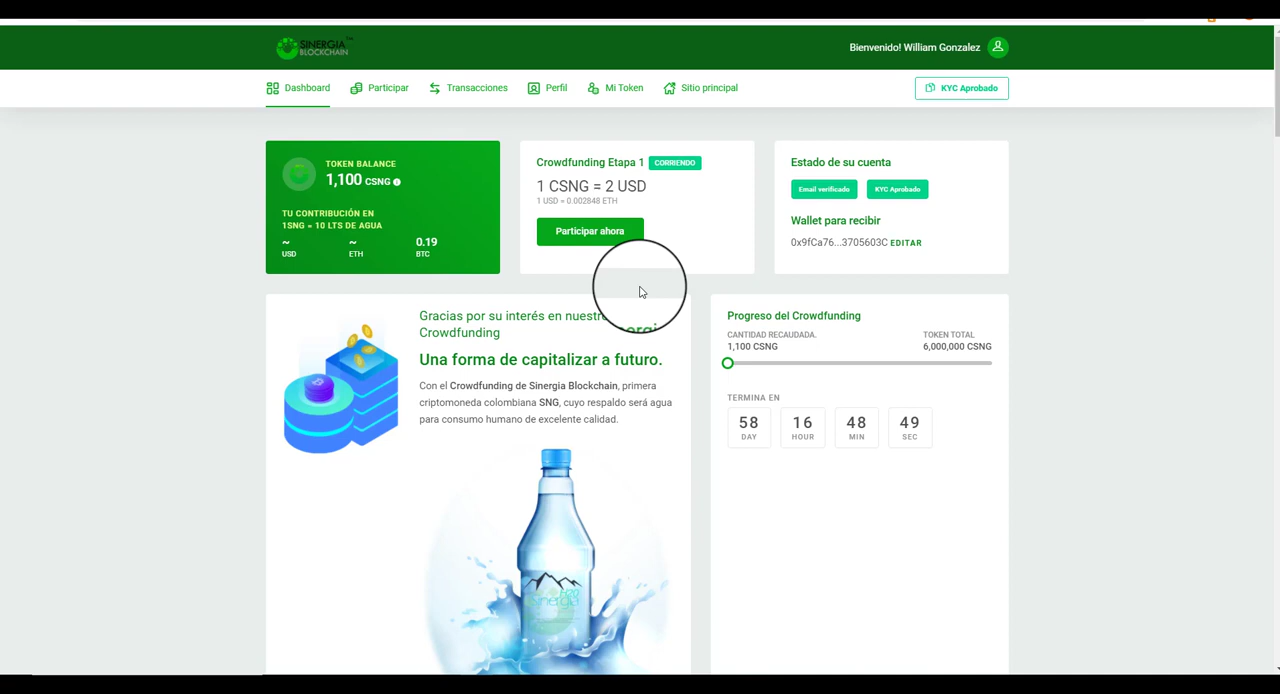 SINERGIA
BLOCKCHAIN
Bienvenido! William Gonzalez
Dashboard
Participar
Transacciones
Perfil
Mi Token
Sitio principal
KYC Aprobado
TOKEN BALANCE
1,100 CSNG
TU CONTRIBUCIÓN EN
1SNG = 10 LTS DE AGUA
~ ~ 0.19
USD ETH BTC
Crowdfunding Etapa 1 CORRIENDO
1 CSNG = 2 USD
1 USD = 0.002848 ETH
Participar ahora
Estado de su cuenta
Email verificado KYC Aprobado
Wallet para recibir
0x9fCa76...3705603C EDITAR
Gracias por su interés en nuestro
Crowdfunding
Una forma de capitalizar a futuro.
Con el Crowdfunding de Sinergia Blockchain, primera
criptomoneda colombiana SNG, cuyo respaldo será agua
para consumo humano de excelente calidad.
sinergia
Progreso del Crowdfunding
CANTIDAD RECAUDADA. TOKEN TOTAL
1,100 CSNG 6,000,000 CSNG
TERMINA EN
58 16 48 49
DAY HOUR MIN SEC